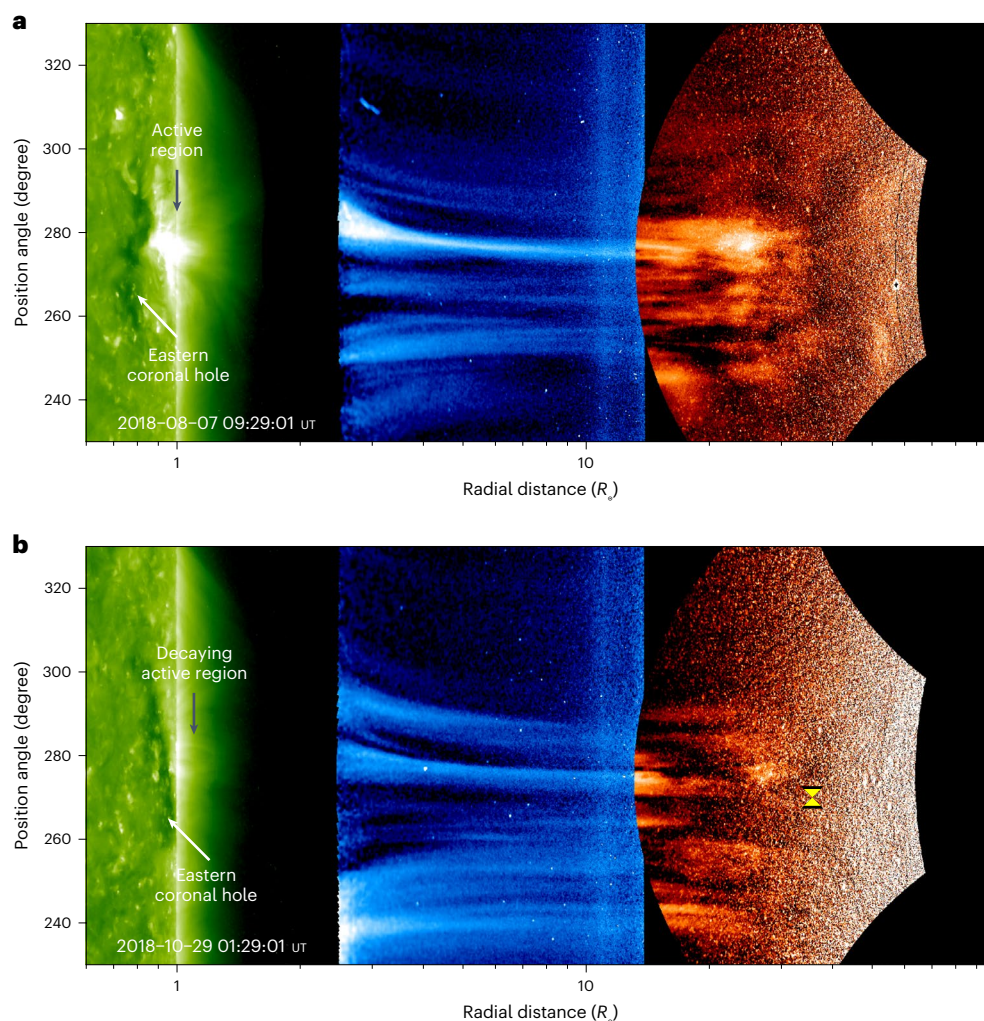 a
320
300
280
260
240
Position angle (degree)
Active
region
Eastern
coronal hole
2018–08–07 09:29:01 UT
1
10
Radial distance (R☉)
b
320
300
280
260
240
Position angle (degree)
Decaying
active region
Eastern
coronal hole
2018–10–29 01:29:01 UT
1
10
Radial distance (R☉)